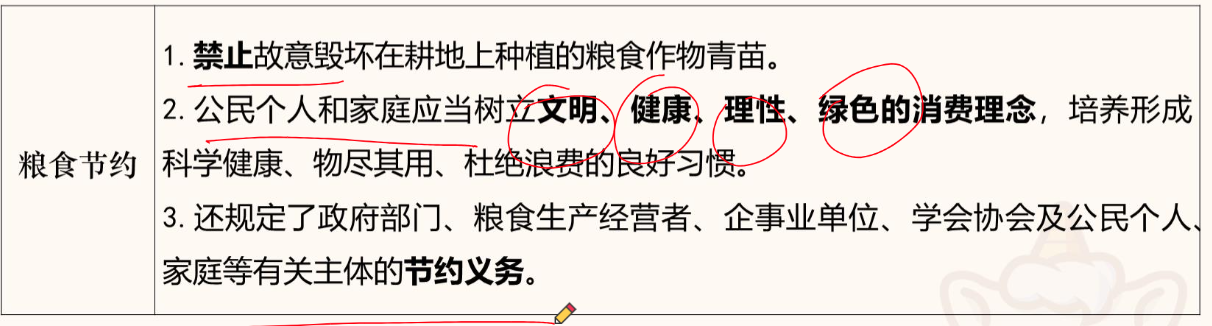 1. 禁止故意毁坏在耕地上种植的粮食作物青苗。
2. 公民个人和家庭应当树立文明、健康、理性、绿色的消费理念，培养形成
粮食节约
科学健康、物尽其用、杜绝浪费的良好习惯。
3. 还规定了政府部门、粮食生产经营者、企事业单位、学会协会及公民个人、
家庭等有关主体的节约义务。